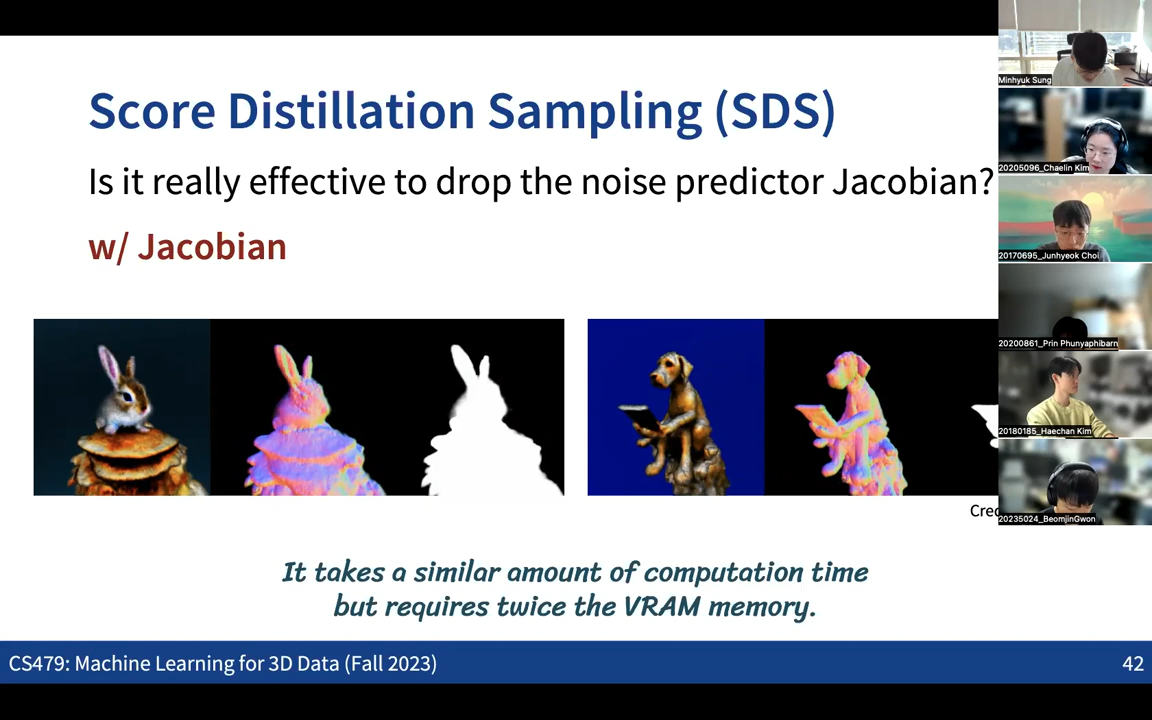 Score Distillation Sampling (SDS)
Is it really effective to drop the noise predictor Jacobian?
w/ Jacobian
It takes a similar amount of computation time
but requires twice the VRAM memory.
CS479: Machine Learning for 3D Data (Fall 2023)
42
Minhyuk Sung
20205096_Chaelin Kim
20170695_Junhyeok Choi
20200861_Prin Phunyaphibarn
20180185_Haechan Kim
20235024_BeomjinGwon